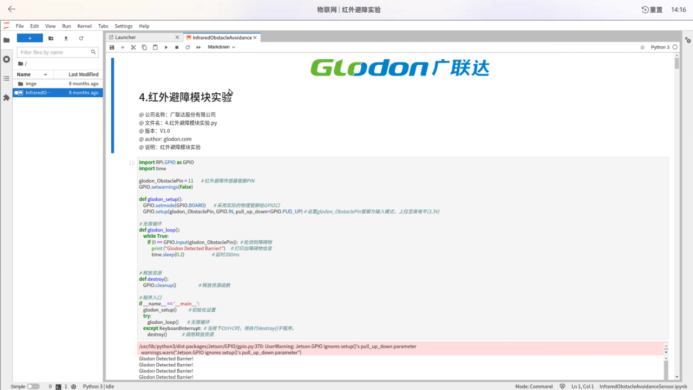 物联网 | 红外避障实验
重置
14:16
File Edit View Run Kernel Tabs Settings Help
Launcher
InfraredObstacleAvoidance
Filter files by name
Markdown
Python 3
/
Name
Last Modified
imge
8 months ago
InfraredO
8 months ago
GLODON 广联达
4.红外避障模块实验
@ 公司名称：广联达股份有限公司
@ 文件名：4.红外避障模块实验.py
@ 版本：V1.0
@ author: glodon.com
@ 说明：红外避障模块实验
import RPi.GPIO as GPIO
import time
glodon_ObstaclePin = 11 # 红外避障传感器管脚PIN
GPIO.setwarnings(False)
def glodon_setup():
GPIO.setmode(GPIO.BOARD) # 采用实际的物理管脚给GPIO口
GPIO.setup(glodon_ObstaclePin, GPIO.IN, pull_up_down=GPIO.PUD_UP) # 设置glodon_ObstaclePin管脚为输入模式，上拉至高电平(3.3V)
# 无限循环
def glodon_loop():
while True:
if (0 == GPIO.input(glodon_ObstaclePin)): # 检测到障碍物
print ("Glodon Detected Barrier!") # 打印出障碍物信息
time.sleep(0.2) # 延时200ms
# 释放资源
def destroy():
GPIO.cleanup() # 释放资源函数
# 程序入口
if __name__ == '__main__':
glodon_setup() # 初始化设置
try:
glodon_loop() # 无限循环
except KeyboardInterrupt: # 当按下Ctrl+C时，将执行destroy()子程序。
destroy() # 清除释放资源
/usr/lib/python3/dist-packages/Jetson/GPIO/gpio.py:370: UserWarning: Jetson.GPIO ignores setup()'s pull_up_down parameter
warnings.warn("Jetson.GPIO ignores setup()'s pull_up_down parameter")
Glodon Detected Barrier!
Glodon Detected Barrier!
Glodon Detected Barrier!
Glodon Detected Barrier!
Simple
0
1
Python 3 | Idle
Mode: Command
Ln 1, Col 1
InfraredObstacleAvoidanceSensor.ipynb